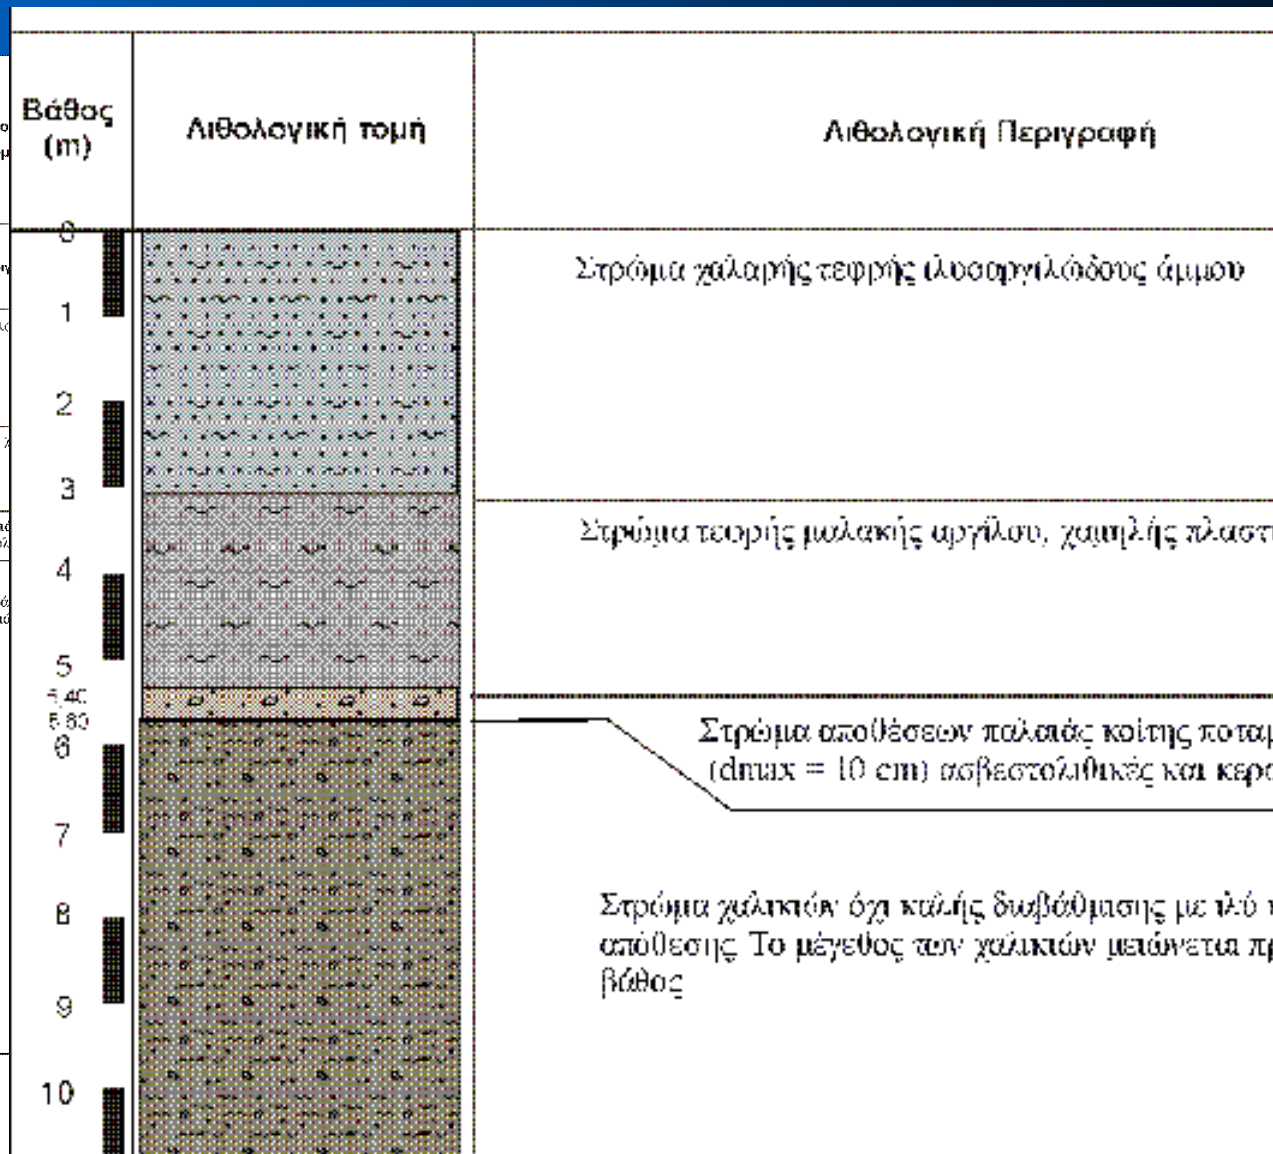 Βάθος
(m)
Λιθολογική τομή
Λιθολογική Περιγραφή
0
Στρώμα χαλαρής τεφρής ιλυοαργιλώδους άμμου
1
2
3
Στρώμα τεφρής μαλακής αργίλου, χαμηλής πλαστι
4
5
5.40
5.80
6
Στρώμα αποθέσεων παλαιάς κοίτης ποταμ
(dmax = 10 cm) ασβεστολιθικές και κερα
7
8
Στρώμα χαλικιών όχι καλής διαβάθμισης με ιλύ
απόθεσης. Το μέγεθος των χαλικιών μειώνεται πρ
βάθος
9
10